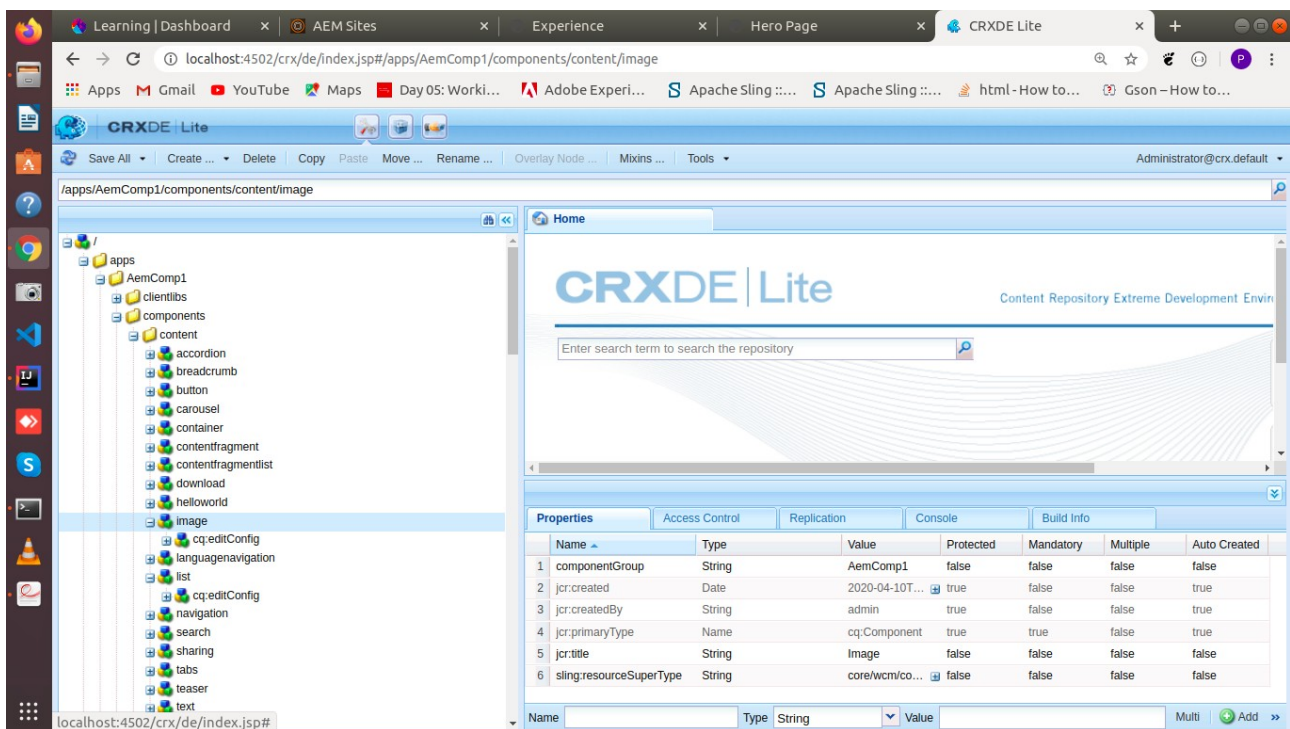 Learning | Dashboard
AEM Sites
Experience
Hero Page
CRXDE Lite
localhost:4502/crx/de/index.jsp#/apps/AemComp1/components/content/image
P
Apps
Gmail
YouTube
Maps
Day 05: Worki...
Adobe Experi...
Apache Sling ::...
Apache Sling ::...
html - How to...
Gson – How to...
CRXDE | Lite
Save All
Create ...
Delete
Copy
Paste
Move ...
Rename ...
Overlay Node ...
Mixins ...
Tools
Administrator@crx.default
/apps/AemComp1/components/content/image
/
apps
AemComp1
clientlibs
components
content
accordion
breadcrumb
button
carousel
container
contentfragment
contentfragmentlist
download
helloworld
image
cq:editConfig
languagenavigation
list
cq:editConfig
navigation
search
sharing
tabs
teaser
text
localhost:4502/crx/de/index.jsp#
Home
CRXDE | Lite
Content Repository Extreme Development Enviro
Enter search term to search the repository
Properties
Access Control
Replication
Console
Build Info
Name Type Value Protected Mandatory Multiple Auto Created
1 componentGroup String AemComp1 false false false false
2 jcr:created Date 2020-04-10T... true false false true
3 jcr:createdBy String admin true false false true
4 jcr:primaryType Name cq:Component true true false true
5 jcr:title String Image false false false false
6 sling:resourceSuperType String core/wcm/co... false false false false
Name Type String Value Multi Add »